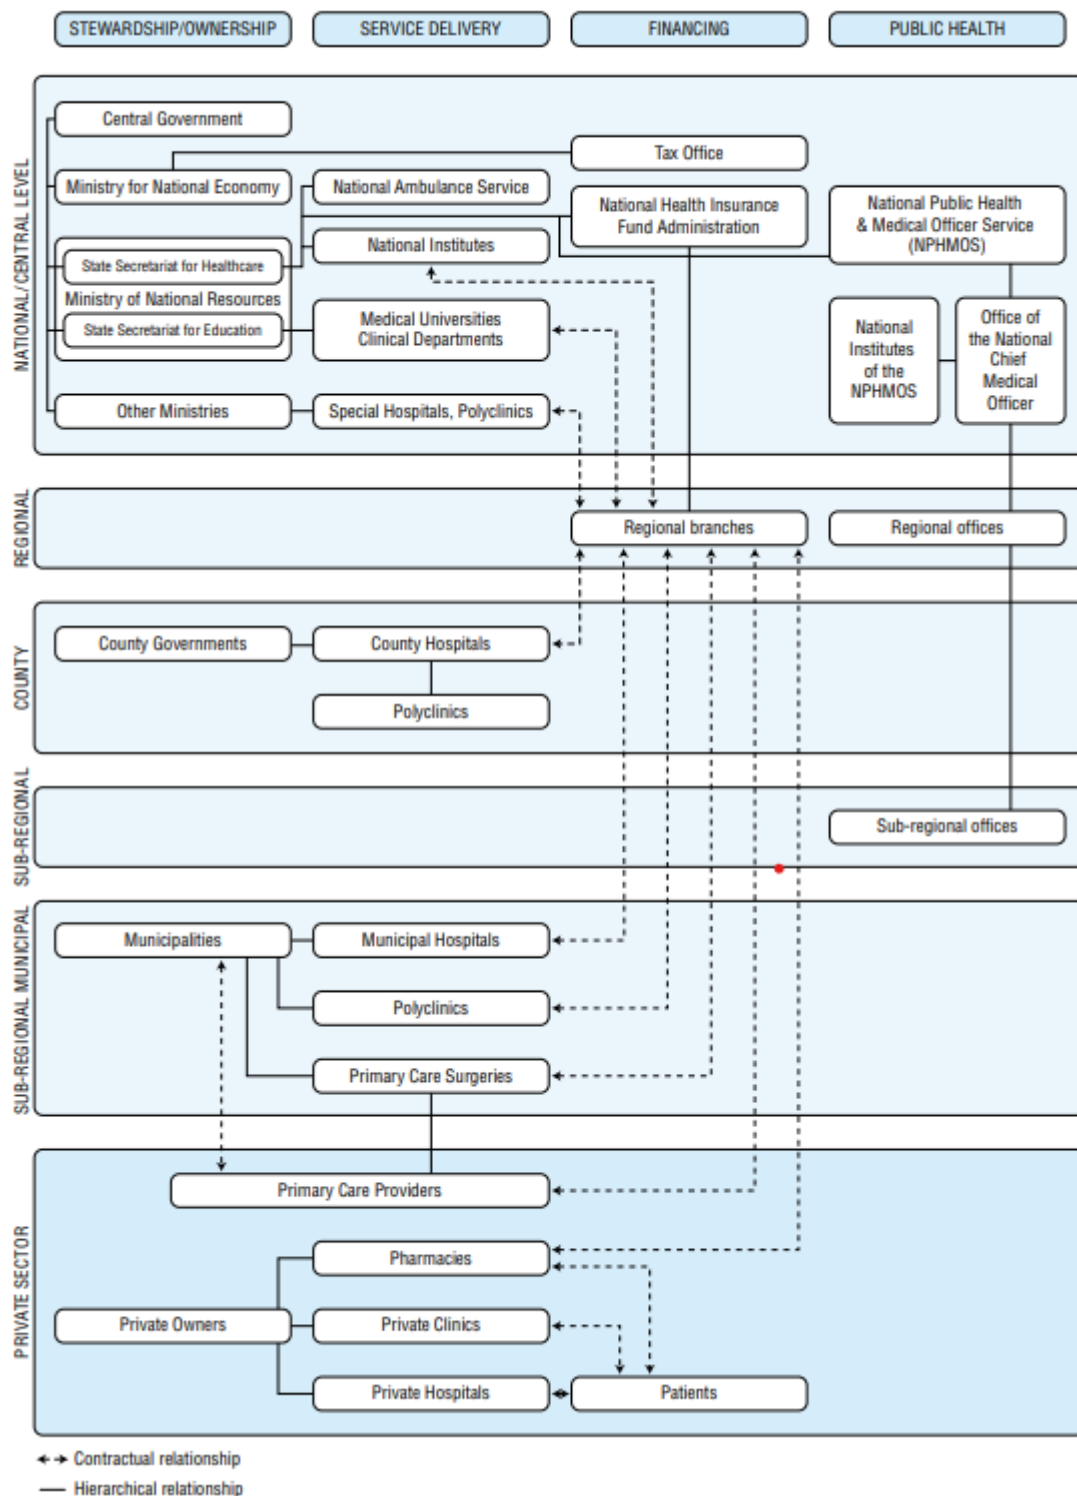 STEWARDSHIP/OWNERSHIP
SERVICE DELIVERY
FINANCING
PUBLIC HEALTH
NATIONAL/CENTRAL LEVEL
Central Government
Tax Office
Ministry for National Economy
National Ambulance Service
National Health Insurance
Fund Administration
National Public Health
& Medical Officer Service
(NPHMOS)
National Institutes
State Secretariat for Healthcare
Ministry of National Resources
State Secretariat for Education
Medical Universities
Clinical Departments
National
Institutes
of the
NPHMOS
Office of
the National
Chief
Medical
Officer
Other Ministries
Special Hospitals, Polyclinics
REGIONAL
Regional branches
Regional offices
COUNTY
County Governments
County Hospitals
Polyclinics
SUB-REGIONAL
Sub-regional offices
SUB-REGIONAL MUNICIPAL
Municipalities
Municipal Hospitals
Polyclinics
Primary Care Surgeries
PRIVATE SECTOR
Primary Care Providers
Pharmacies
Private Owners
Private Clinics
Private Hospitals
Patients
Contractual relationship
Hierarchical relationship